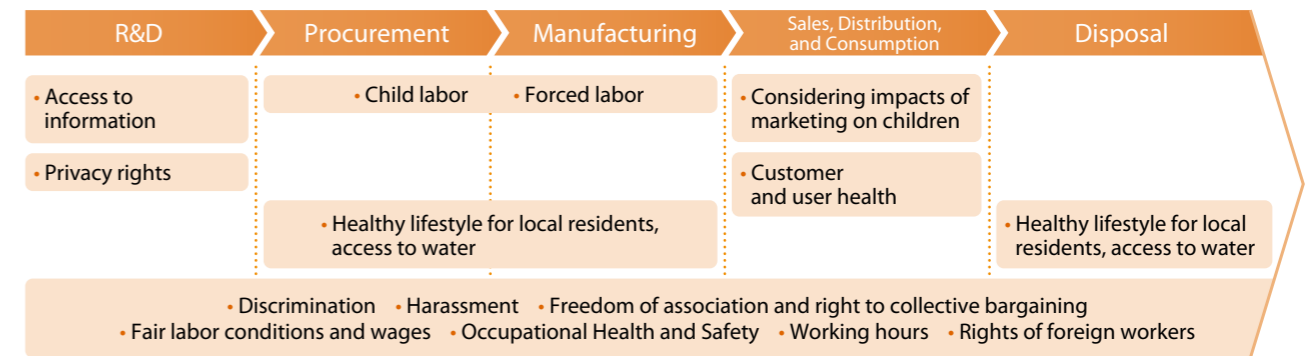 R&D
Procurement
Manufacturing
Sales, Distribution,
and Consumption
Disposal
• Access to
information
• Privacy rights
• Child labor • Forced labor
• Healthy lifestyle for local residents,
access to water
• Considering impacts of
marketing on children
• Customer
and user health
• Healthy lifestyle for local
residents, access to water
• Discrimination • Harassment • Freedom of association and right to collective bargaining
• Fair labor conditions and wages • Occupational Health and Safety • Working hours • Rights of foreign workers